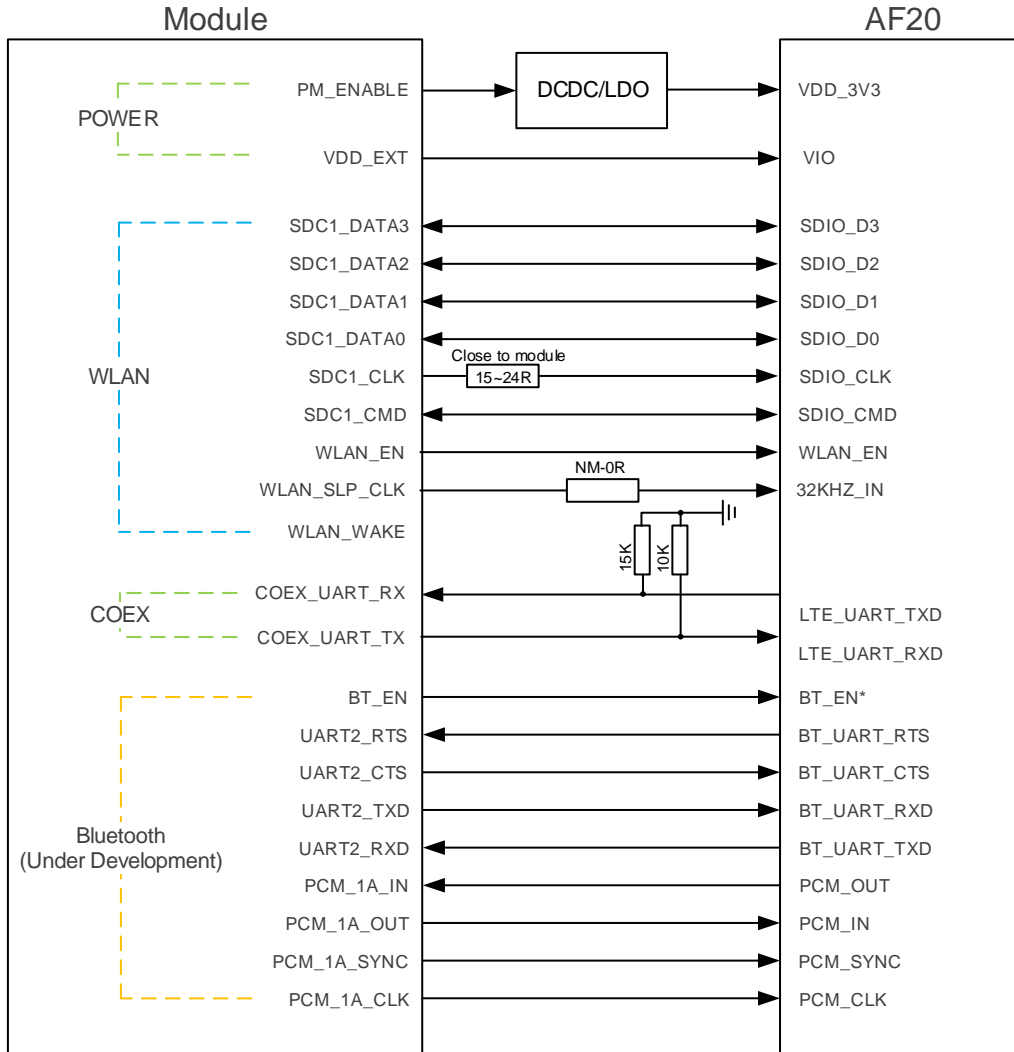 Module
AF20
PM_ENABLE
DCDC/LDO
VDD_3V3
POWER
VDD_EXT
VIO
SDC1_DATA3
SDIO_D3
SDC1_DATA2
SDIO_D2
SDC1_DATA1
SDIO_D1
SDC1_DATA0
SDIO_D0
Close to module
WLAN
SDC1_CLK
15~24R
SDIO_CLK
SDC1_CMD
SDIO_CMD
WLAN_EN
WLAN_EN
NM-0R
WLAN_SLP_CLK
32KHZ_IN
WLAN_WAKE
15K
10K
COEX_UART_RX
COEX
LTE_UART_TXD
COEX_UART_TX
LTE_UART_RXD
BT_EN
BT_EN*
UART2_RTS
BT_UART_RTS
UART2_CTS
BT_UART_CTS
UART2_TXD
BT_UART_RXD
Bluetooth
(Under Development)
UART2_RXD
BT_UART_TXD
PCM_1A_IN
PCM_OUT
PCM_1A_OUT
PCM_IN
PCM_1A_SYNC
PCM_SYNC
PCM_1A_CLK
PCM_CLK